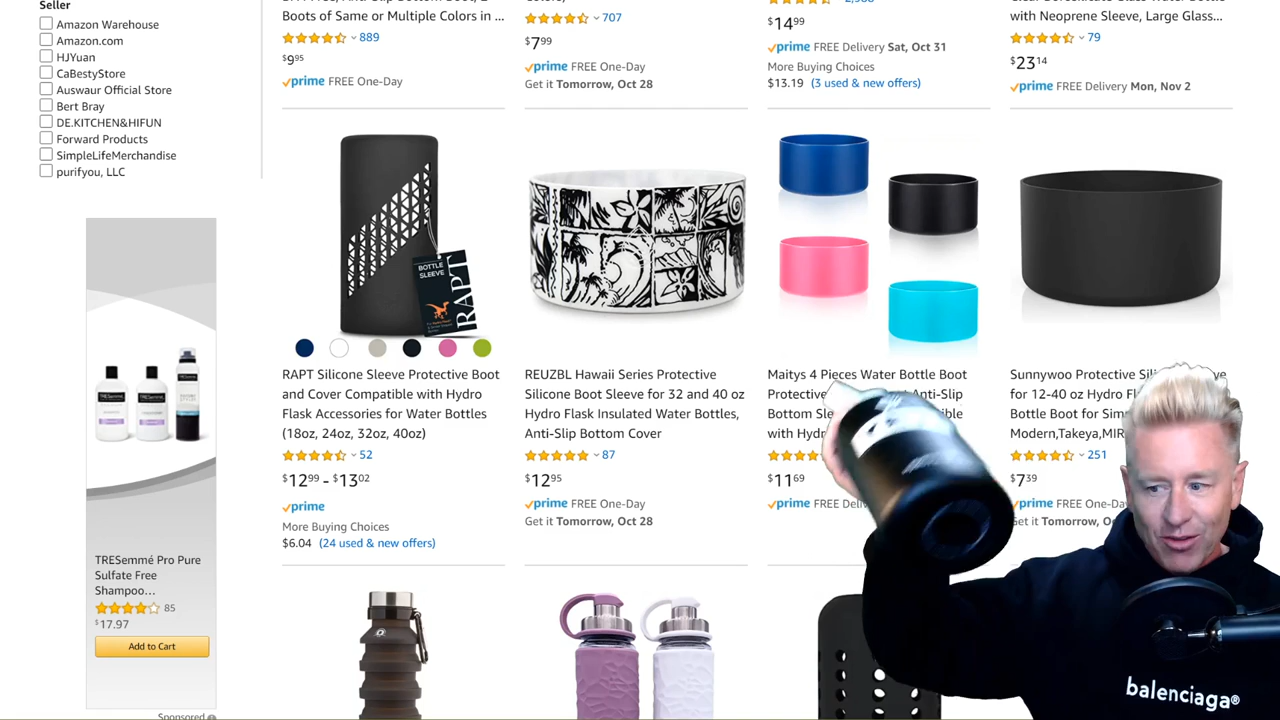 Seller
Amazon Warehouse
Amazon.com
HJYuan
CaBestyStore
Auswaur Official Store
Bert Bray
DE.KITCHEN&HIFUN
Forward Products
SimpleLifeMerchandise
purifyou, LLC
Boots of Same or Multiple Colors in ...
889
$9.95
prime FREE One-Day
707
$7.99
prime FREE One-Day
Get it Tomorrow, Oct 28
$14.99
prime FREE Delivery Sat, Oct 31
More Buying Choices
$13.19 (3 used & new offers)
with Neoprene Sleeve, Large Glass...
79
$23.14
prime FREE Delivery Mon, Nov 2
BOTTLE
SLEEVE
RAPT
RAPT Silicone Sleeve Protective Boot
and Cover Compatible with Hydro
Flask Accessories for Water Bottles
(18oz, 24oz, 32oz, 40oz)
52
$12.99 - $13.02
prime
More Buying Choices
$6.04 (24 used & new offers)
REUZBL Hawaii Series Protective
Silicone Boot Sleeve for 32 and 40 oz
Hydro Flask Insulated Water Bottles,
Anti-Slip Bottom Cover
87
$12.95
prime FREE One-Day
Get it Tomorrow, Oct 28
Maitys 4 Pieces Water Bottle Boot
Anti-Slip
Bottom
with
$11.69
prime FREE
Sunnywoo Protective
for 12-40 oz Hydro
Bottle Boot for
Modern,Takeya,
251
$7.39
prime FREE
Get it
TRESemmé Pro Pure
Sulfate Free
Shampoo...
85
$17.97
Add to Cart
Sponsored
balenciaga®